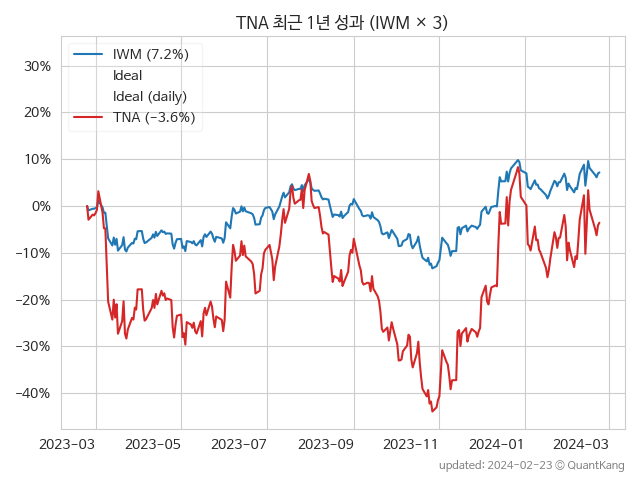 TNA 최근 1년 성과 (IWM × 3)
IWM (7.2%)
Ideal
Ideal (daily)
TNA (−3.6%)
30%
20%
10%
0%
−10%
−20%
−30%
−40%
2023-03 2023-05 2023-07 2023-09 2023-11 2024-01 2024-03
updated: 2024-02-23 ⓒ QuantKang